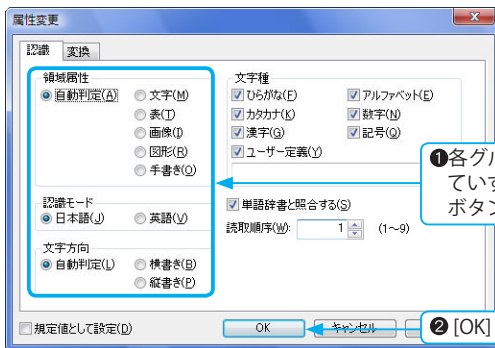 属性変更
認識 変換
領域属性
自動判定(A) 文字(M)
表(T)
画像(I)
図形(R)
手書き(O)
認識モード
日本語(J) 英語(V)
文字方向
自動判定(L) 横書き(B)
縦書き(P)
文字種
ひらがな(F) アルファベット(E)
カタカナ(K) 数字(N)
漢字(G) 記号(Q)
ユーザー定義(Y)
単語辞書と照合する(S)
読取順序(W): 1 (1~9)
❶各グル
ていす
ボタン
規定値として設定(D)
OK キャンセル
❷[OK]